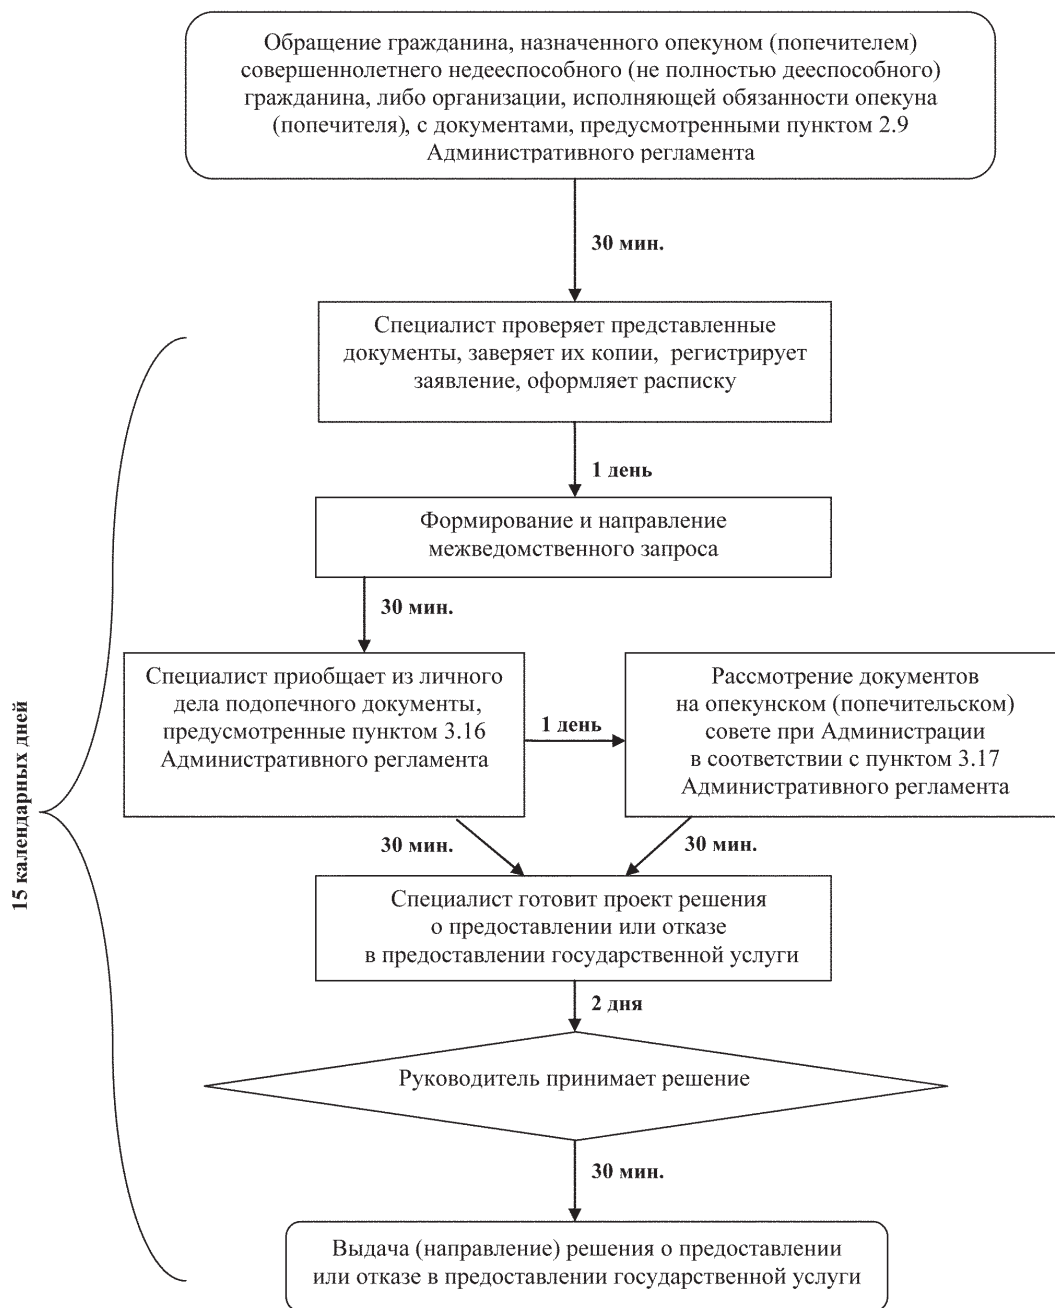 Обращение гражданина, назначенного опекуном (попечителем)
совершеннолетнего недееспособного (не полностью дееспособного)
гражданина, либо организации, исполняющей обязанности опекуна
(попечителя), с документами, предусмотренными пунктом 2.9
Административного регламента
30 мин.
Специалист проверяет представленные
документы, заверяет их копии, регистрирует
заявление, оформляет расписку
1 день
Формирование и направление
межведомственного запроса
30 мин.
Специалист приобщает из личного
дела подопечного документы,
предусмотренные пунктом 3.16
Административного регламента
1 день
Рассмотрение документов
на опекунском (попечительском)
совете при Администрации
в соответствии с пунктом 3.17
Административного регламента
30 мин.
30 мин.
Специалист готовит проект решения
о предоставлении или отказе
в предоставлении государственной услуги
2 дня
Руководитель принимает решение
30 мин.
Выдача (направление) решения о предоставлении
или отказе в предоставлении государственной услуги
15 календарных дней